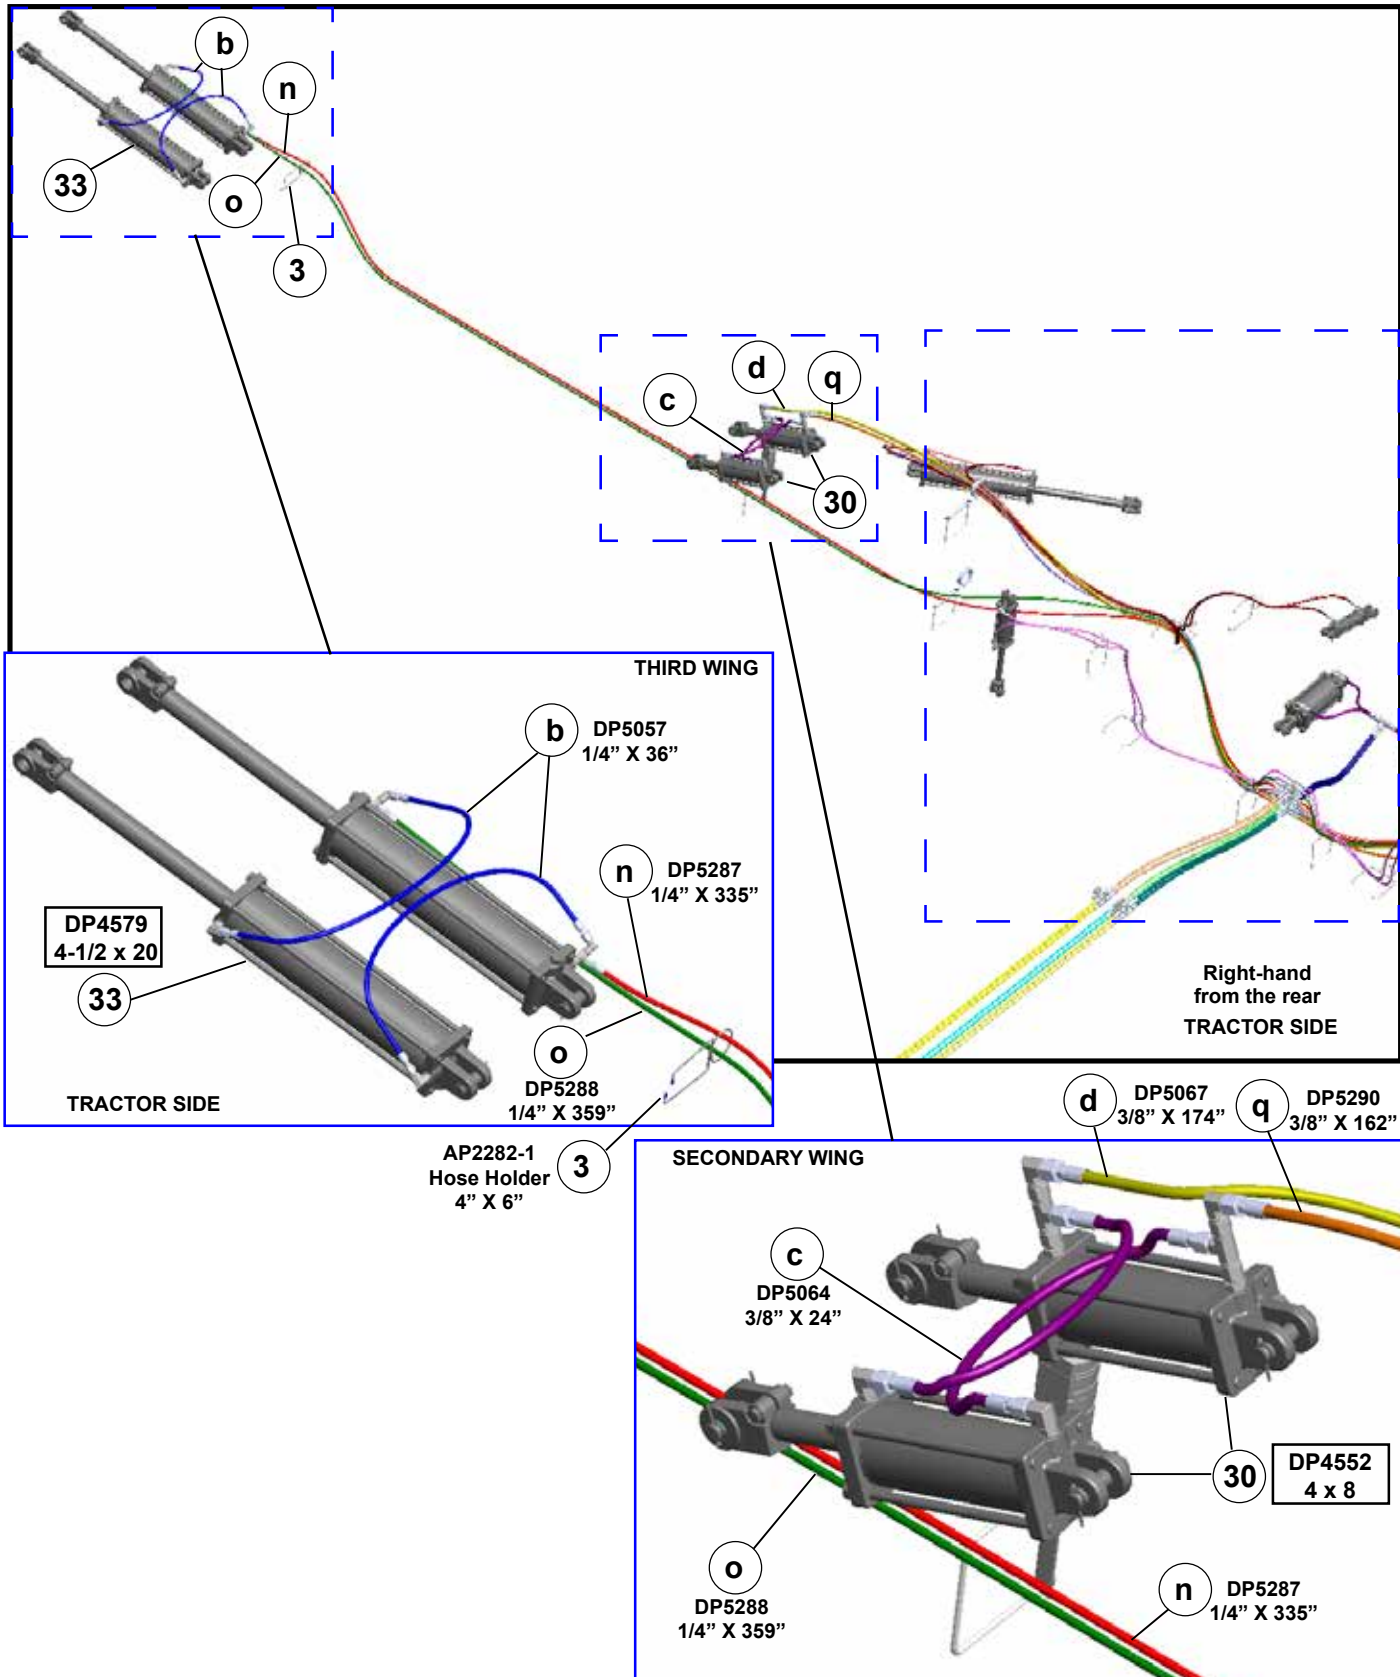 b
n
33
o
3
d
q
c
30
Right-hand
from the rear
TRACTOR SIDE
THIRD WING
b
DP5057
1/4” X 36”
n
DP5287
1/4” X 335”
DP4579
4-1/2 x 20
33
o
DP5288
1/4” X 359”
TRACTOR SIDE
AP2282-1
Hose Holder
4” X 6”
3
d
DP5067
3/8” X 174”
q
DP5290
3/8” X 162”
SECONDARY WING
c
DP5064
3/8” X 24”
30
DP4552
4 x 8
o
DP5288
1/4” X 359”
n
DP5287
1/4” X 335”